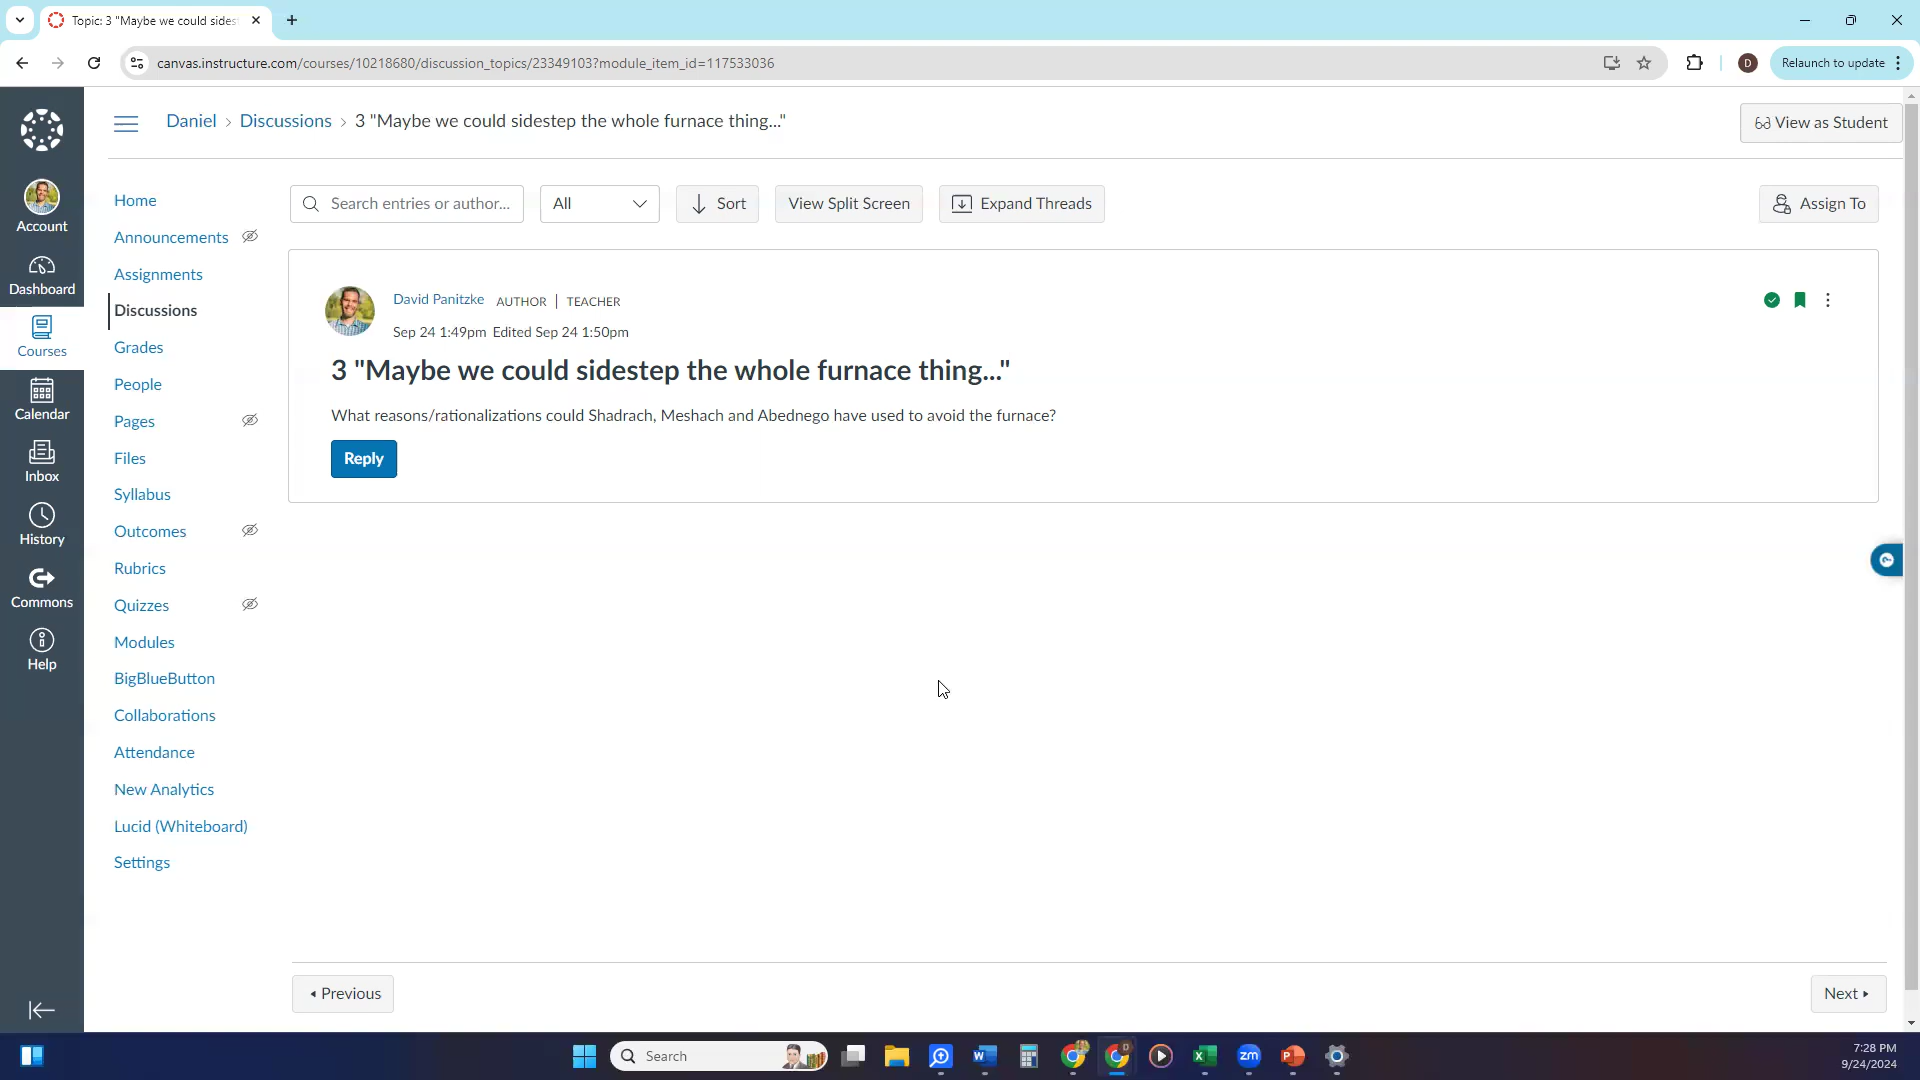 Topic: 3 "Maybe we could sides
canvas.instructure.com/courses/10218680/discussion_topics/23349103?module_item_id=117533036
D
Relaunch to update
Daniel › Discussions › 3 "Maybe we could sidestep the whole furnace thing..."
View as Student
Account
Dashboard
Courses
Calendar
Inbox
History
Commons
Help
Home
Announcements
Assignments
Discussions
Grades
People
Pages
Files
Syllabus
Outcomes
Rubrics
Quizzes
Modules
BigBlueButton
Collaborations
Attendance
New Analytics
Lucid (Whiteboard)
Settings
Search entries or author...
All
Sort
View Split Screen
Expand Threads
Assign To
David Panitzke AUTHOR | TEACHER
Sep 24 1:49pm Edited Sep 24 1:50pm
3 "Maybe we could sidestep the whole furnace thing..."
What reasons/rationalizations could Shadrach, Meshach and Abednego have used to avoid the furnace?
Reply
Previous
Next
Search
W
D
X
zm
P
7:28 PM
9/24/2024